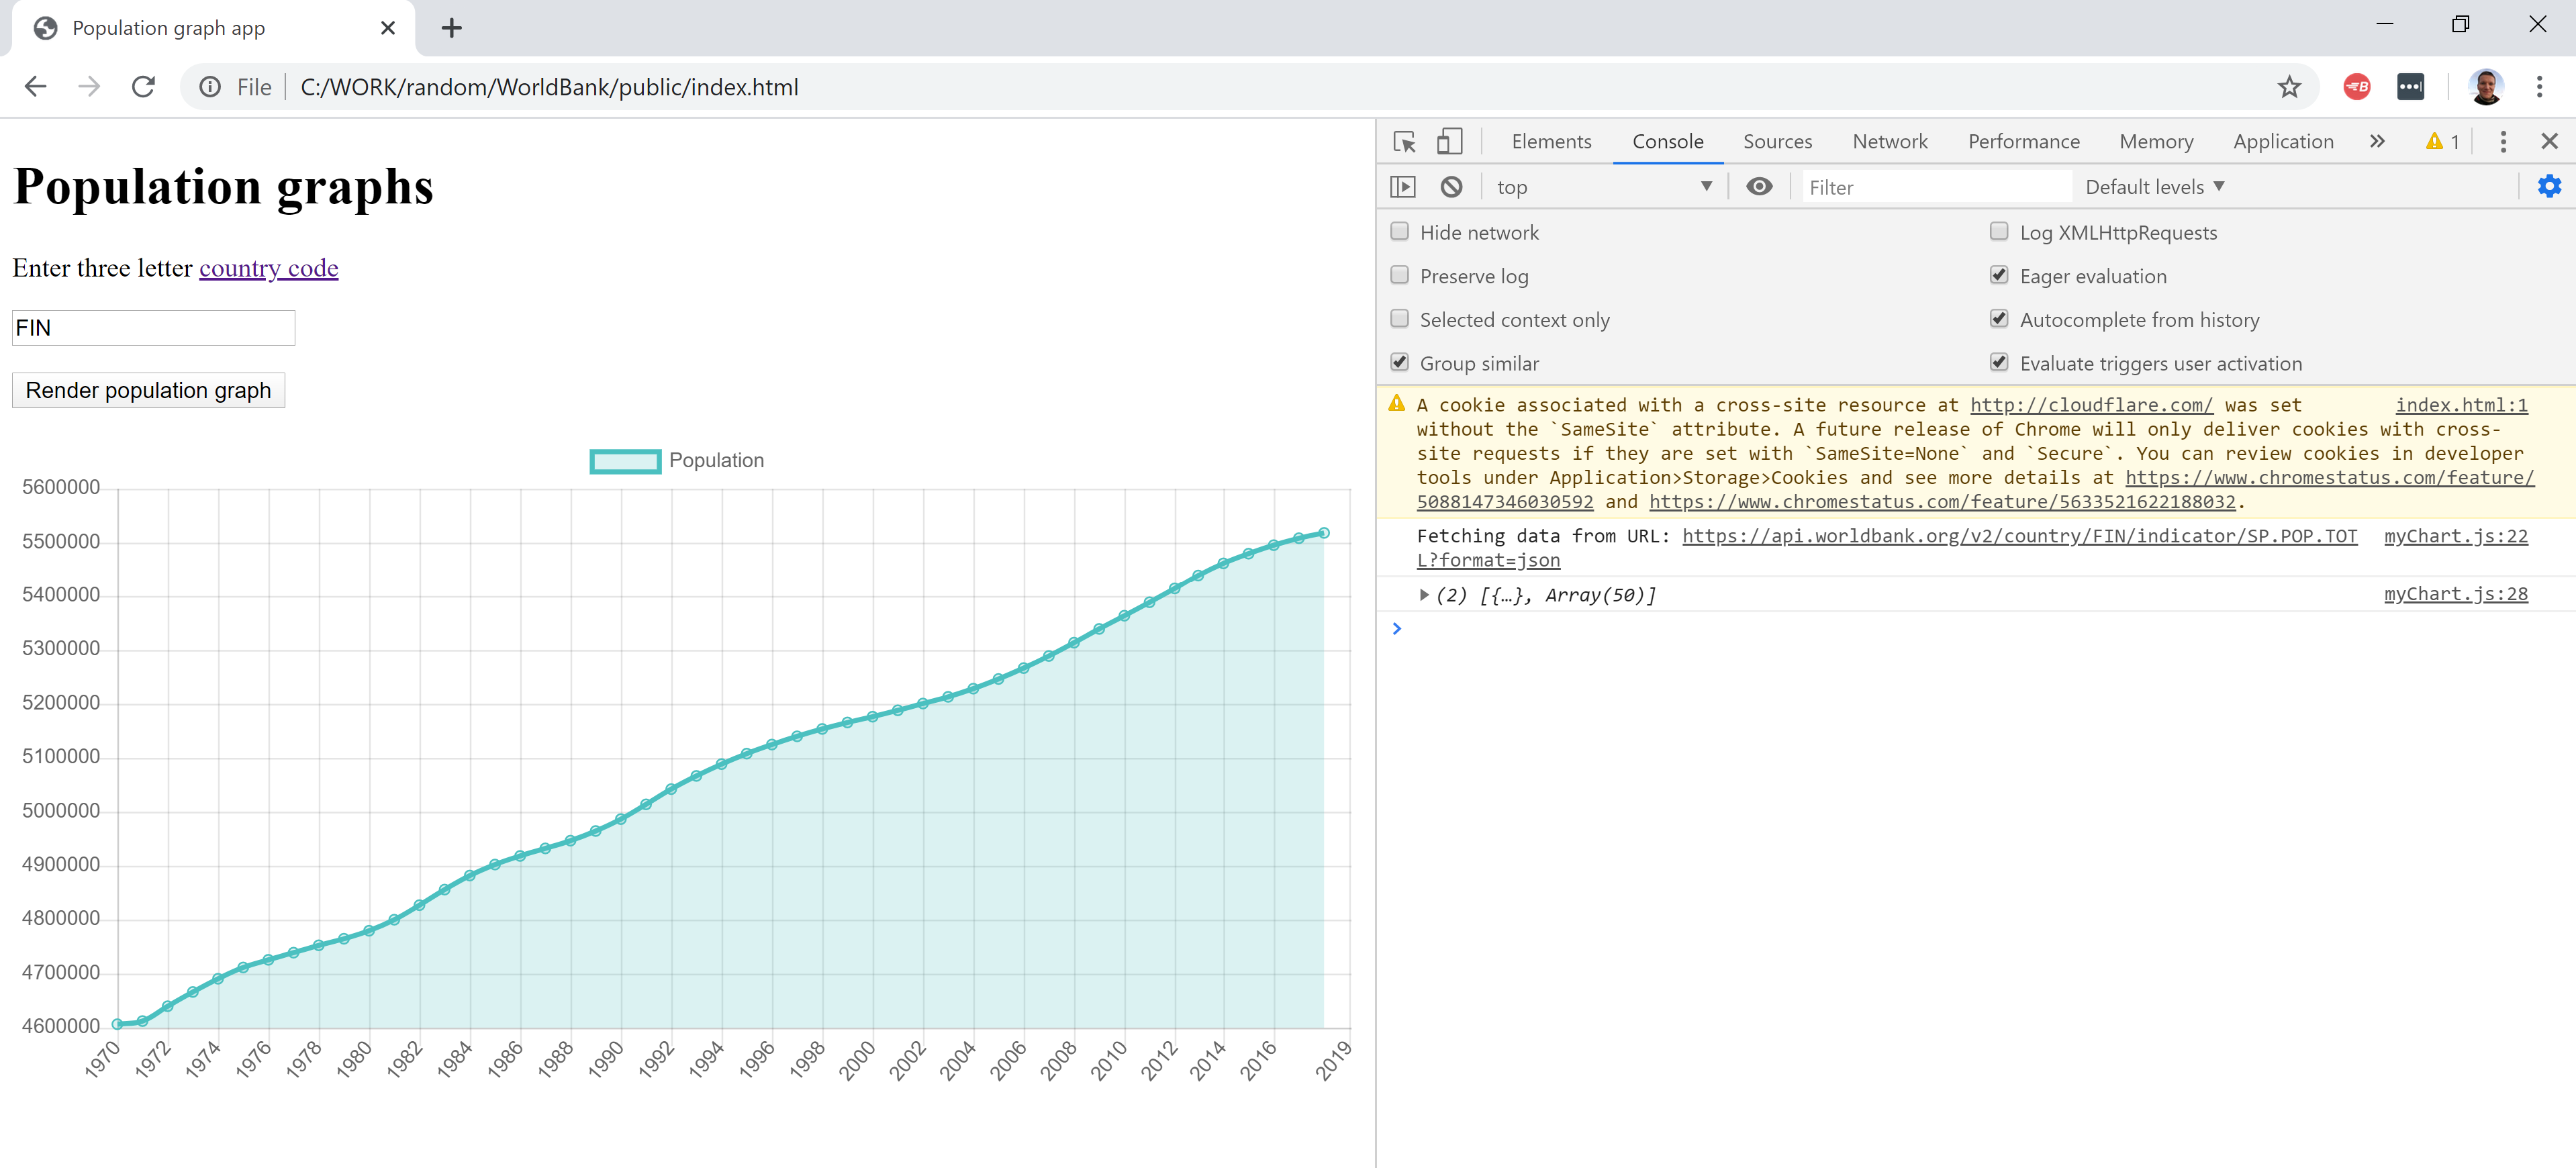 Population graph app
File C:/WORK/random/WorldBank/public/index.html
Population graphs
Enter three letter country code
FIN
Render population graph
Population
5600000
5500000
5400000
5300000
5200000
5100000
5000000
4900000
4800000
4700000
4600000
1970 1972 1974 1976 1978 1980 1982 1984 1986 1988 1990 1992 1994 1996 1998 2000 2002 2004 2006 2008 2010 2012 2014 2016 2019
Elements Console Sources Network Performance Memory Application » 1
top Filter Default levels
Hide network Log XMLHttpRequests
Preserve log Eager evaluation
Selected context only Autocomplete from history
Group similar Evaluate triggers user activation
A cookie associated with a cross-site resource at http://cloudflare.com/ was set index.html:1
without the `SameSite` attribute. A future release of Chrome will only deliver cookies with cross-
site requests if they are set with `SameSite=None` and `Secure`. You can review cookies in developer
tools under Application>Storage>Cookies and see more details at https://www.chromestatus.com/feature/
5088147346030592 and https://www.chromestatus.com/feature/5633521622188032.
Fetching data from URL: https://api.worldbank.org/v2/country/FIN/indicator/SP.POP.TOT myChart.js:22
L?format=json
(2) [{…}, Array(50)] myChart.js:28